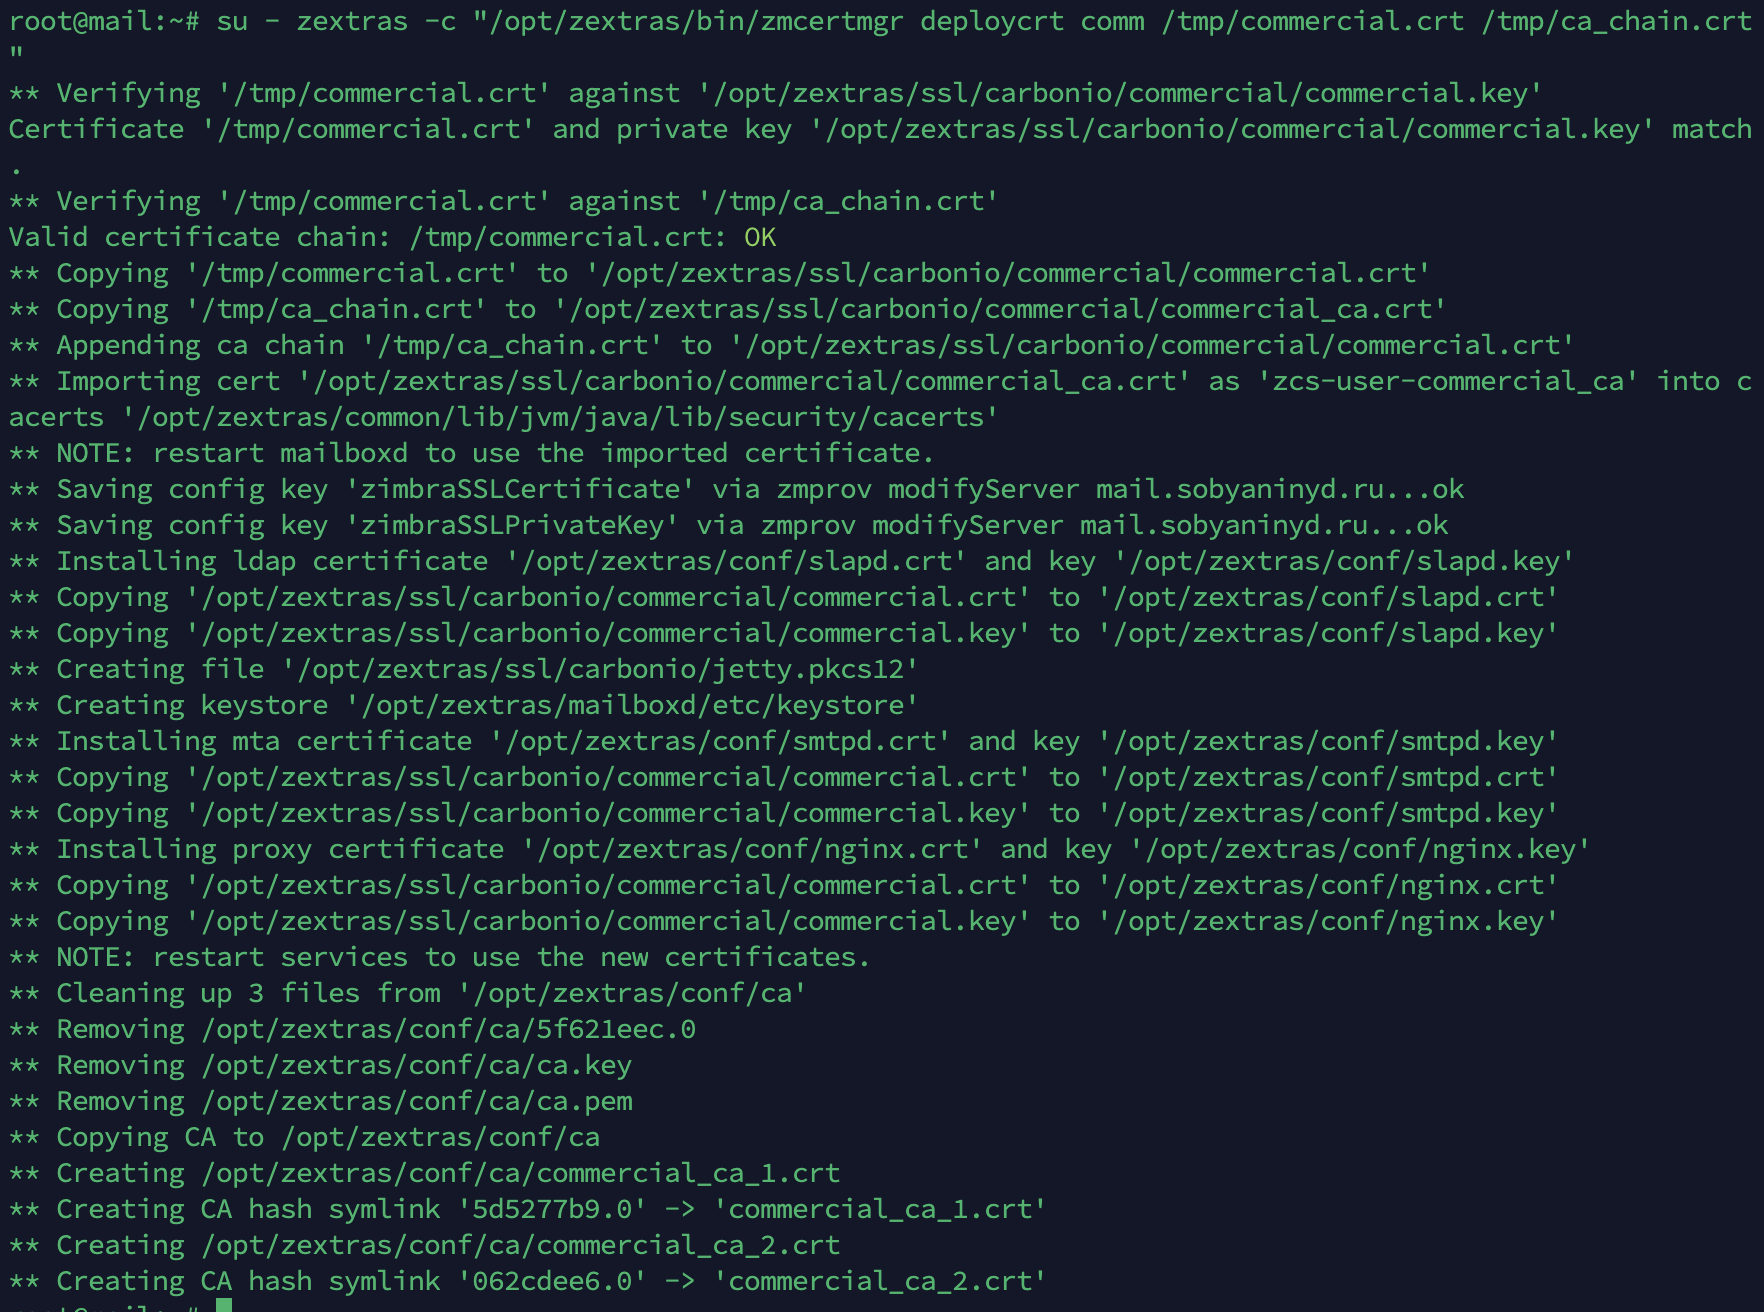 root@mail:~# su - zextras -c "/opt/zextras/bin/zmcertmgr deploycrt comm /tmp/commercial.crt /tmp/ca_chain.crt
"
** Verifying '/tmp/commercial.crt' against '/opt/zextras/ssl/carbonio/commercial/commercial.key'
Certificate '/tmp/commercial.crt' and private key '/opt/zextras/ssl/carbonio/commercial/commercial.key' match
.
** Verifying '/tmp/commercial.crt' against '/tmp/ca_chain.crt'
Valid certificate chain: /tmp/commercial.crt: OK
** Copying '/tmp/commercial.crt' to '/opt/zextras/ssl/carbonio/commercial/commercial.crt'
** Copying '/tmp/ca_chain.crt' to '/opt/zextras/ssl/carbonio/commercial/commercial_ca.crt'
** Appending ca chain '/tmp/ca_chain.crt' to '/opt/zextras/ssl/carbonio/commercial/commercial.crt'
** Importing cert '/opt/zextras/ssl/carbonio/commercial/commercial_ca.crt' as 'zcs-user-commercial_ca' into c
acerts '/opt/zextras/common/lib/jvm/java/lib/security/cacerts'
** NOTE: restart mailboxd to use the imported certificate.
** Saving config key 'zimbraSSLCertificate' via zmprov modifyServer mail.sobyaninyd.ru...ok
** Saving config key 'zimbraSSLPrivateKey' via zmprov modifyServer mail.sobyaninyd.ru...ok
** Installing ldap certificate '/opt/zextras/conf/slapd.crt' and key '/opt/zextras/conf/slapd.key'
** Copying '/opt/zextras/ssl/carbonio/commercial/commercial.crt' to '/opt/zextras/conf/slapd.crt'
** Copying '/opt/zextras/ssl/carbonio/commercial/commercial.key' to '/opt/zextras/conf/slapd.key'
** Creating file '/opt/zextras/ssl/carbonio/jetty.pkcs12'
** Creating keystore '/opt/zextras/mailboxd/etc/keystore'
** Installing mta certificate '/opt/zextras/conf/smtpd.crt' and key '/opt/zextras/conf/smtpd.key'
** Copying '/opt/zextras/ssl/carbonio/commercial/commercial.crt' to '/opt/zextras/conf/smtpd.crt'
** Copying '/opt/zextras/ssl/carbonio/commercial/commercial.key' to '/opt/zextras/conf/smtpd.key'
** Installing proxy certificate '/opt/zextras/conf/nginx.crt' and key '/opt/zextras/conf/nginx.key'
** Copying '/opt/zextras/ssl/carbonio/commercial/commercial.crt' to '/opt/zextras/conf/nginx.crt'
** Copying '/opt/zextras/ssl/carbonio/commercial/commercial.key' to '/opt/zextras/conf/nginx.key'
** NOTE: restart services to use the new certificates.
** Cleaning up 3 files from '/opt/zextras/conf/ca'
** Removing /opt/zextras/conf/ca/5f621eec.0
** Removing /opt/zextras/conf/ca/ca.key
** Removing /opt/zextras/conf/ca/ca.pem
** Copying CA to /opt/zextras/conf/ca
** Creating /opt/zextras/conf/ca/commercial_ca_1.crt
** Creating CA hash symlink '5d5277b9.0' -> 'commercial_ca_1.crt'
** Creating /opt/zextras/conf/ca/commercial_ca_2.crt
** Creating CA hash symlink '062cdee6.0' -> 'commercial_ca_2.crt'